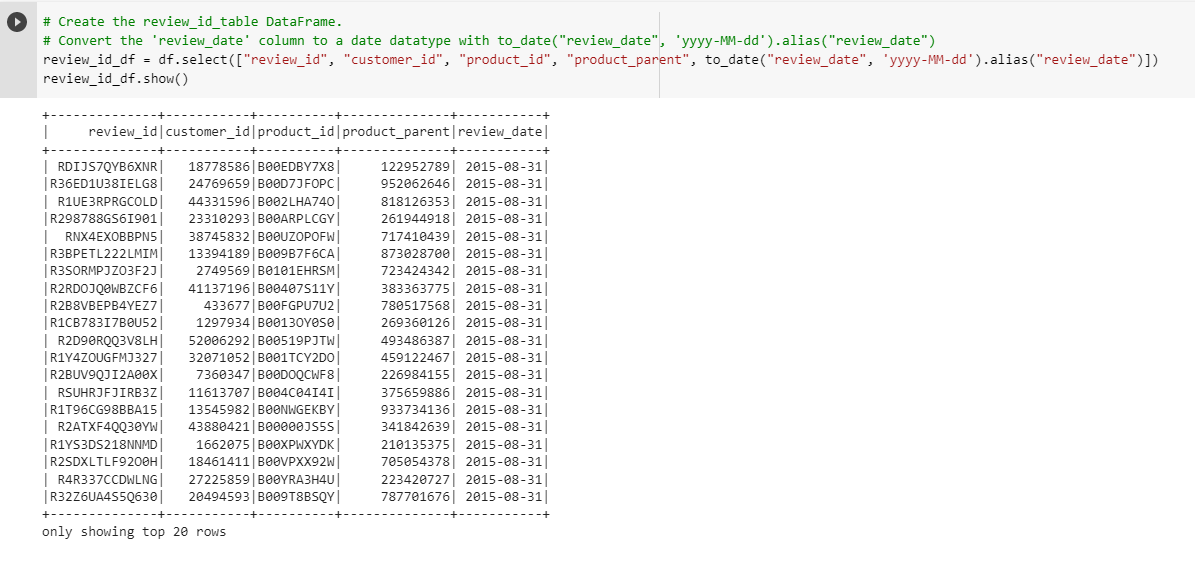 # Create the review_id_table DataFrame.
# Convert the 'review_date' column to a date datatype with to_date("review_date", 'yyyy-MM-dd').alias("review_date")
review_id_df = df.select(["review_id", "customer_id", "product_id", "product_parent", to_date("review_date", 'yyyy-MM-dd').alias("review_date")])
review_id_df.show()
+--------------+-----------+----------+--------------+-----------+
|     review_id|customer_id|product_id|product_parent|review_date|
+--------------+-----------+----------+--------------+-----------+
| RDIJS7QYB6XNR|   18778586|B00EDBY7X8|     122952789| 2015-08-31|
|R36ED1U38IELG8|   24769659|B00D7JFOPC|     952062646| 2015-08-31|
| R1UE3RPRGCOLD|   44331596|B002LHA74O|     818126353| 2015-08-31|
|R298788GS6I901|   23310293|B00ARPLCGY|     261944918| 2015-08-31|
|  RNX4EXOBBPN5|   38745832|B00UZOPOFW|     717410439| 2015-08-31|
|R3BPETL222LMIM|   13394189|B009B7F6CA|     873028700| 2015-08-31|
|R3SORMPJZO3F2J|    2749569|B0101EHRSM|     723424342| 2015-08-31|
|R2RDOJQ0WBZCF6|   41137196|B00407S11Y|     383363775| 2015-08-31|
|R2B8VBEPB4YEZ7|     433677|B00FGPU7U2|     780517568| 2015-08-31|
|R1CB783I7B0U52|    1297934|B0013OY0S0|     269360126| 2015-08-31|
| R2D90RQQ3V8LH|   52006292|B00519PJTW|     493486387| 2015-08-31|
|R1Y4ZOUGFMJ327|   32071052|B001TCY2DO|     459122467| 2015-08-31|
|R2BUV9QJI2A00X|    7360347|B00DOQCWF8|     226984155| 2015-08-31|
| RSUHRJFJIRB3Z|   11613707|B004C04I4I|     375659886| 2015-08-31|
|R1T96CG98BBA15|   13545982|B00NWGEKBY|     933734136| 2015-08-31|
| R2ATXF4QQ30YW|   43880421|B00000JS5S|     341842639| 2015-08-31|
|R1YS3DS218NNMD|    1662075|B00XPWXYDK|     210135375| 2015-08-31|
|R2SDXLTLF92O0H|   18461411|B00VPXX92W|     705054378| 2015-08-31|
| R4R337CCDWLNG|   27225859|B00YRA3H4U|     223420727| 2015-08-31|
|R32Z6UA4S5Q630|   20494593|B009T8BSQY|     787701676| 2015-08-31|
+--------------+-----------+----------+--------------+-----------+
only showing top 20 rows